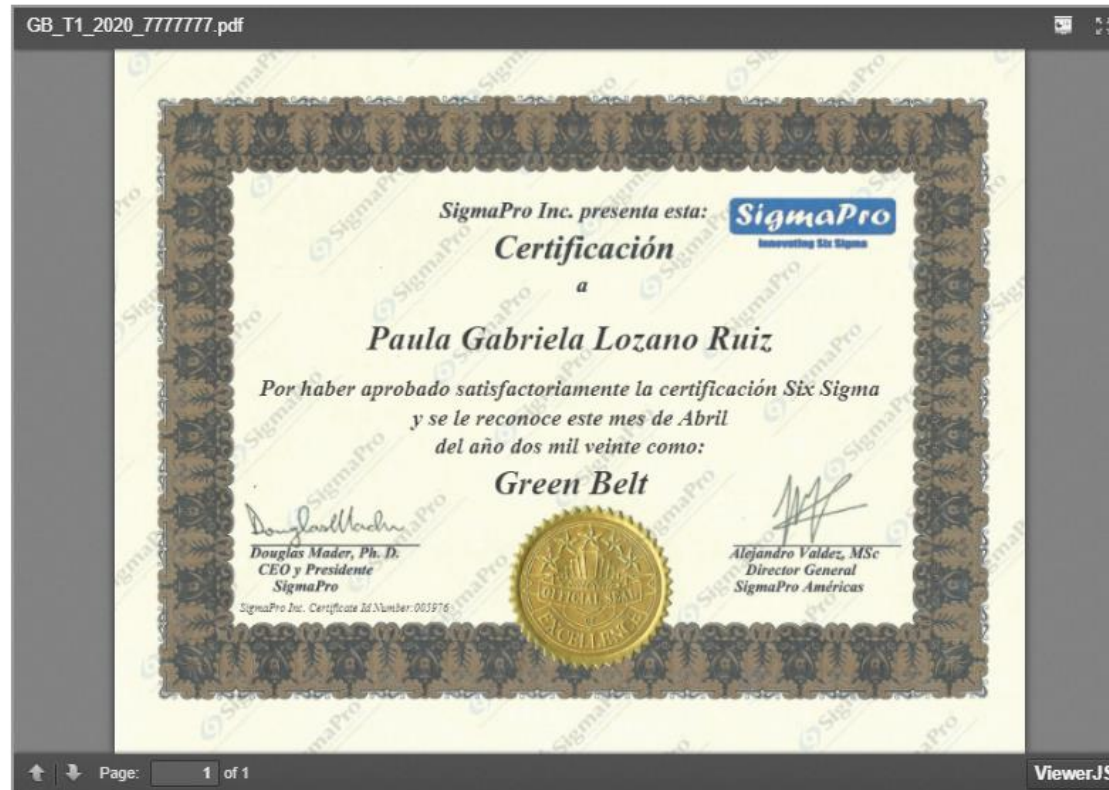 GB_T1_2020_7777777.pdf
SigmaPro Inc. presenta esta:
SigmaPro
Innovating Six Sigma
Certificación
a
Paula Gabriela Lozano Ruiz
Por haber aprobado satisfactoriamente la certificación Six Sigma
y se le reconoce este mes de Abril
del año dos mil veinte como:
Green Belt
Douglas Mader, Ph. D.
CEO y Presidente
SigmaPro
SigmaPro Inc. Certificate Id Number:005976
Alejandro Valdez, MSc
Director General
SigmaPro Américas
OFFICIAL SEAL
OF
EXCELLENCE
Page: 1 of 1
ViewerJS